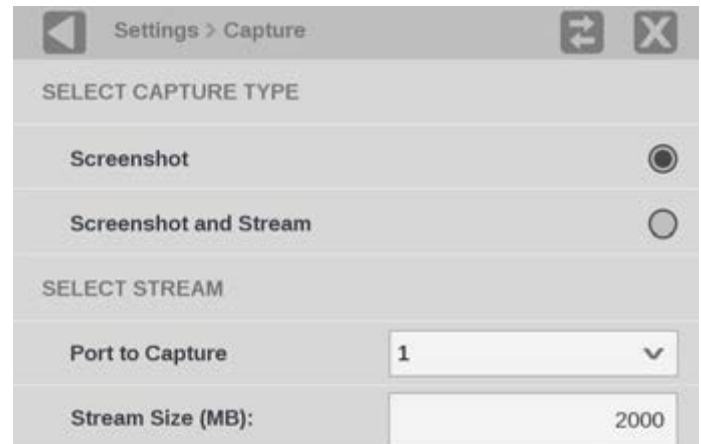 Settings > Capture
SELECT CAPTURE TYPE
Screenshot
Screenshot and Stream
SELECT STREAM
Port to Capture 1
Stream Size (MB): 2000